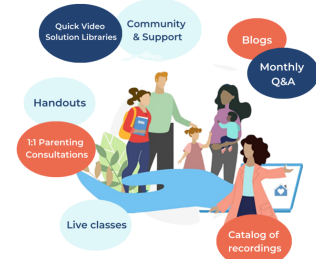 Quick Video
Solution Libraries
Community
& Support
Blogs
Monthly
Q&A
Handouts
1:1 Parenting
Consultations
Live classes
Catalog of
recordings